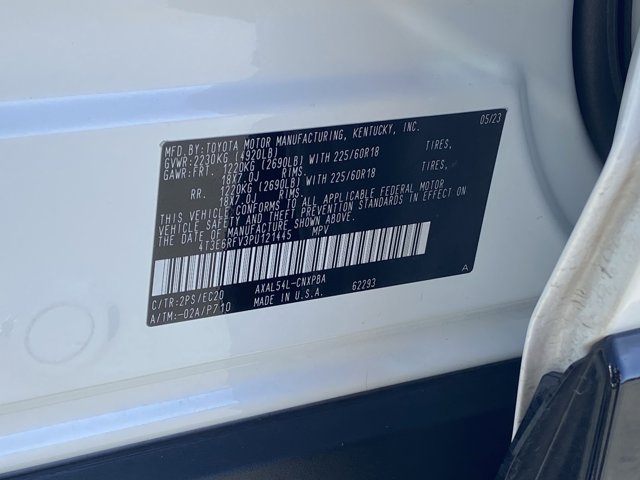 MFD.BY:TOYOTA MOTOR MANUFACTURING, KENTUCKY, INC. 05/23
GVWR:2230KG (4920LB)
GAWR:FRT. 1220KG (2690LB) WITH 225/60R18 TIRES,
18X7.0J RIMS.
RR. 1220KG (2690LB) WITH 225/60R18 TIRES,
18X7.0J RIMS.
THIS VEHICLE CONFORMS TO ALL APPLICABLE FEDERAL MOTOR
VEHICLE SAFETY AND THEFT PREVENTION STANDARDS IN
EFFECT ON THE DATE OF MANUFACTURE SHOWN ABOVE.
4T3E6RFV3PU121445 MPV
C/TR:2PS/EC20 AXAL54L-CNXPBA 62293 A
A/TM:-02A/P710 MADE IN U.S.A.